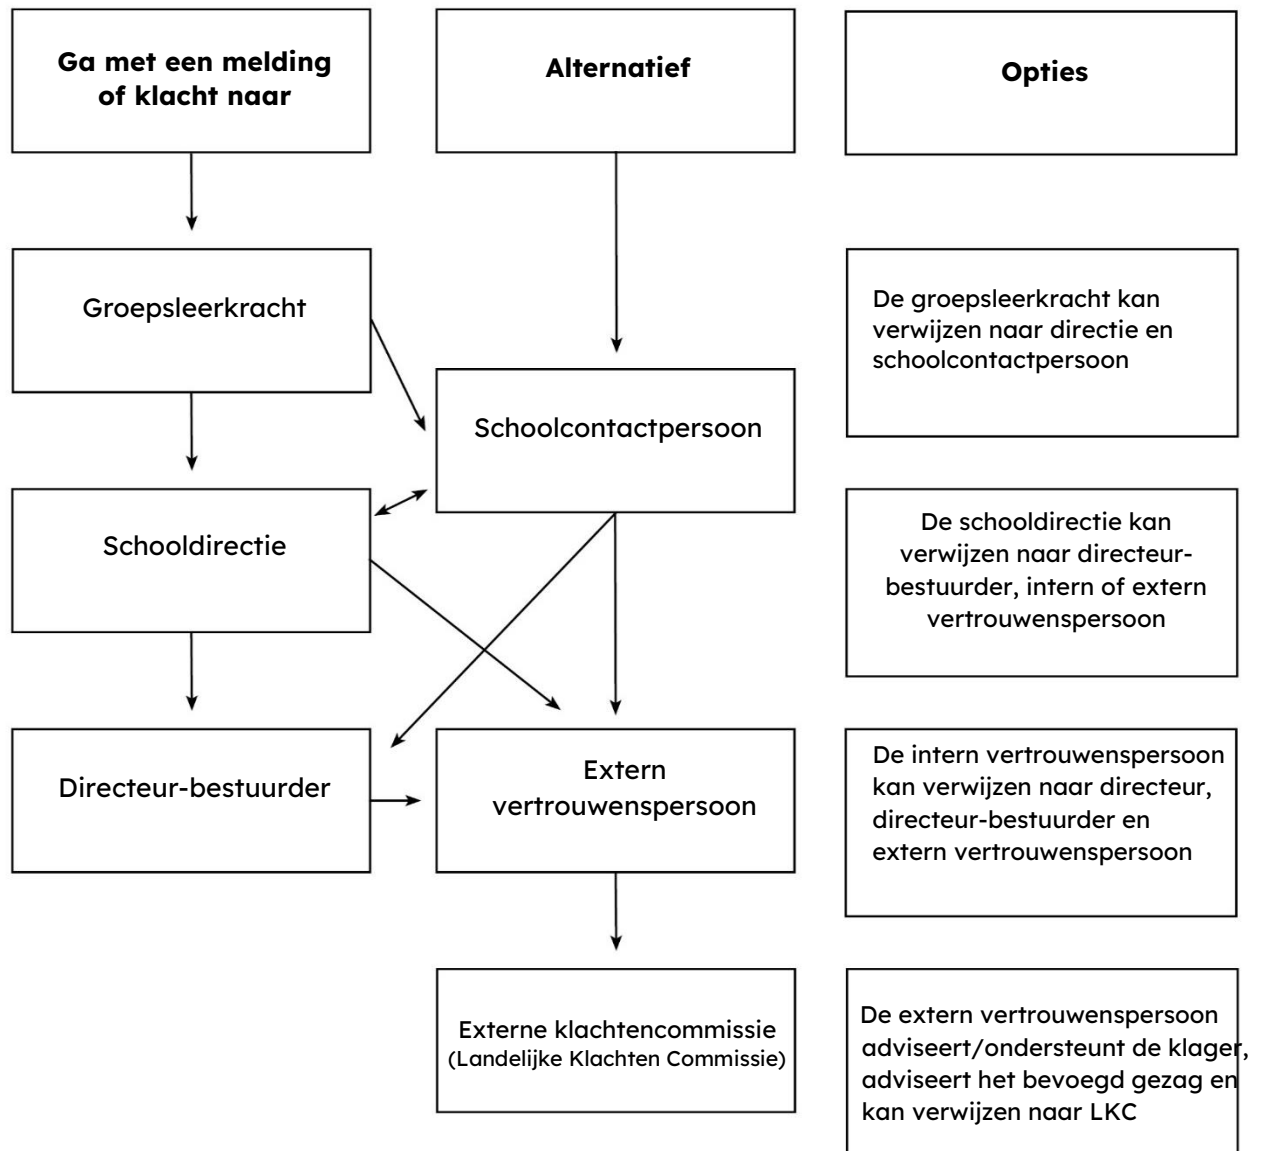 Ga met een melding
of klacht naar
Alternatief
Opties
Groepsleerkracht
De groepsleerkracht kan
verwijzen naar directie en
schoolcontactpersoon
Schoolcontactpersoon
Schooldirectie
De schooldirectie kan
verwijzen naar directeur-
bestuurder, intern of extern
vertrouwenspersoon
Directeur-bestuurder
Extern
vertrouwenspersoon
De intern vertrouwenspersoon
kan verwijzen naar directeur,
directeur-bestuurder en
extern vertrouwenspersoon
Externe klachtencommissie
(Landelijke Klachten Commissie)
De extern vertrouwenspersoon
adviseert/ondersteunt de klager,
adviseert het bevoegd gezag en
kan verwijzen naar LKC